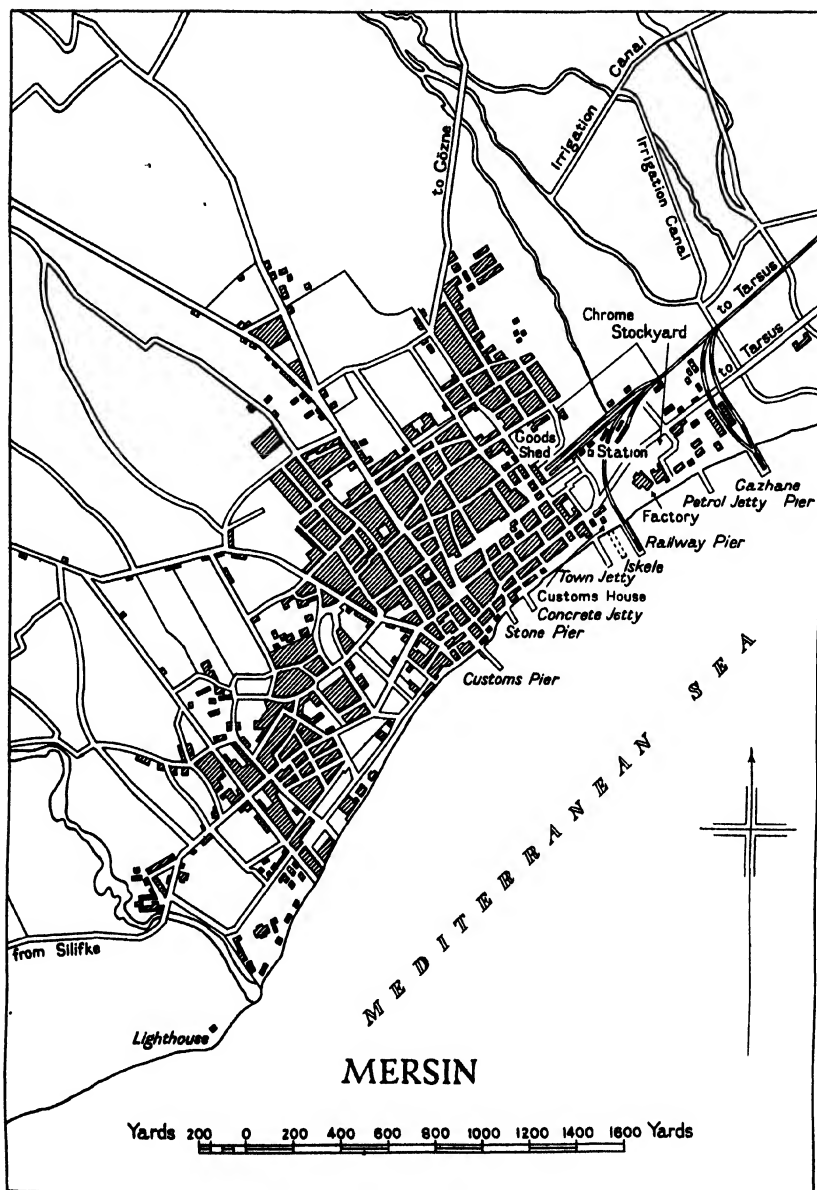 to Gözne
Irrigation Canal
Irrigation Canal
to Tarsus
to Tarsus
Chrome
Stockyard
Goods
Shed
Station
Factory
Gazhane
Pier
Petrol Jetty
Railway Pier
Iskele
Town Jetty
Customs House
Concrete Jetty
Stone Pier
Customs Pier
MEDITERRANEAN SEA
from Silifke
Lighthouse
MERSIN
Yards 200 0 200 400 600 800 1000 1200 1400 1600 Yards